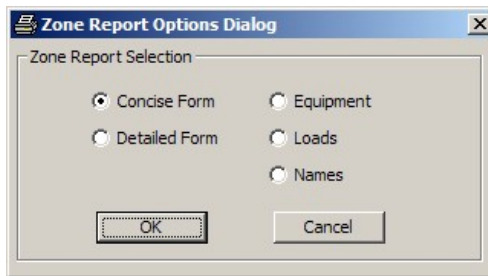 Zone Report Options Dialog
Zone Report Selection
Concise Form Equipment
Detailed Form Loads
Names
OK Cancel